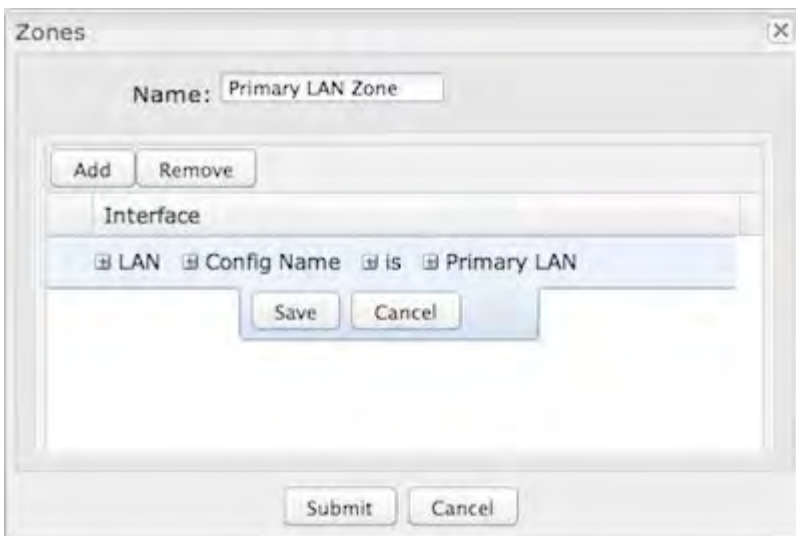 Zones
Name: Primary LAN Zone
Add Remove
Interface
LAN Config Name is Primary LAN
Save Cancel
Submit Cancel